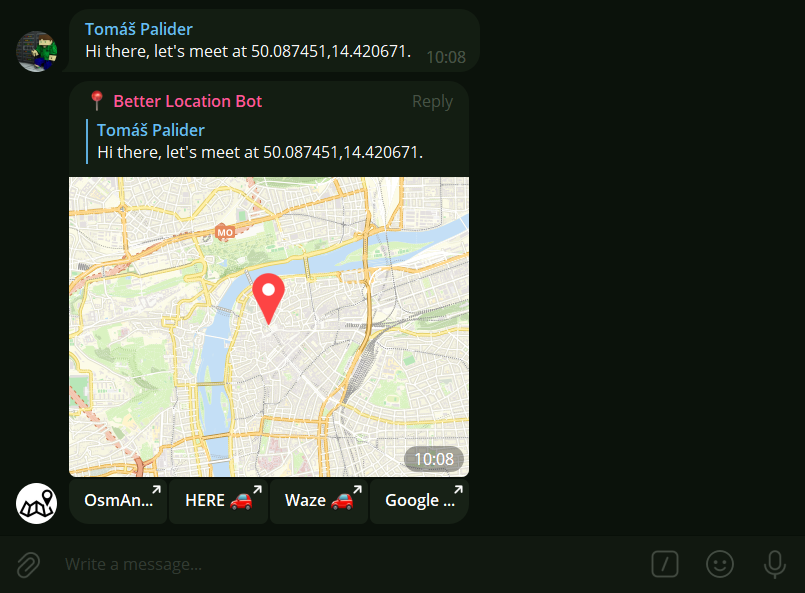 Tomáš Palider
Hi there, let's meet at 50.087451,14.420671.
10:08
Better Location Bot
Reply
Tomáš Palider
Hi there, let's meet at 50.087451,14.420671.
MO
10:08
OsmAn...
HERE 🚗
Waze 🚗
Google ...
Write a message...